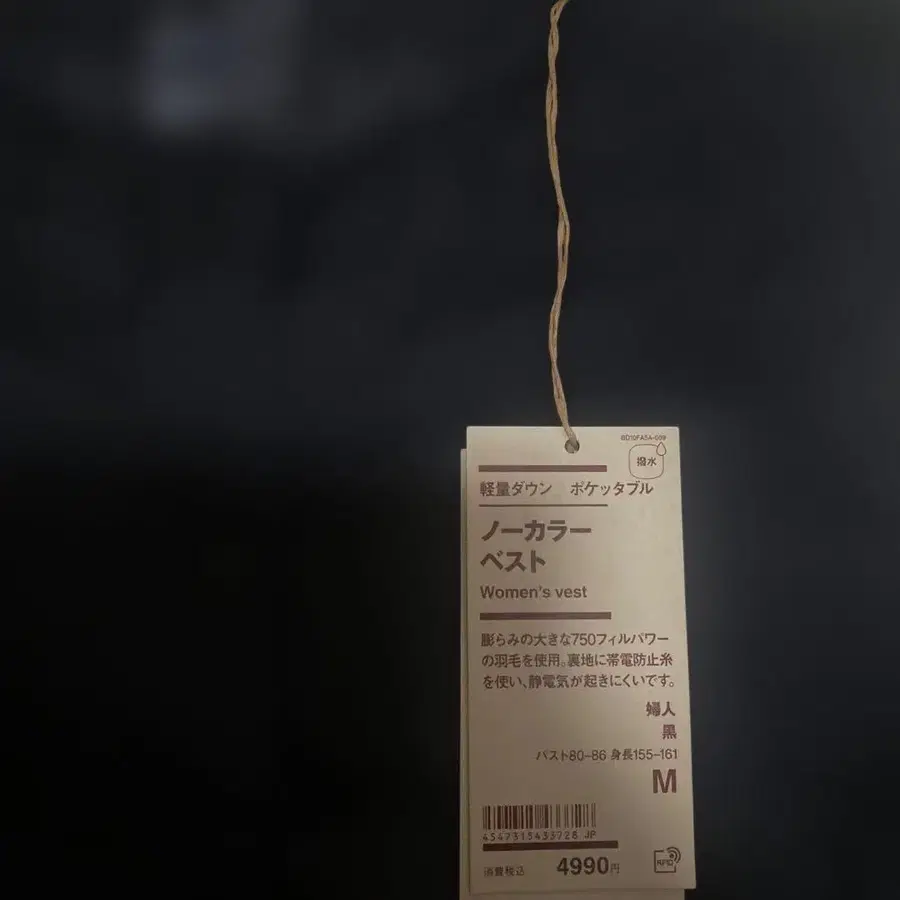 撥水
軽量ダウン ポケッタブル
ノーカラー
ベスト
Women's vest
膨らみの大きな750フィルパワー
の羽毛を使用。裏地に帯電防止糸
を使い、静電気が起きにくいです。
婦人
黒
バスト80–86 身長155–161
M
JP
消費税込 4990円
RFID